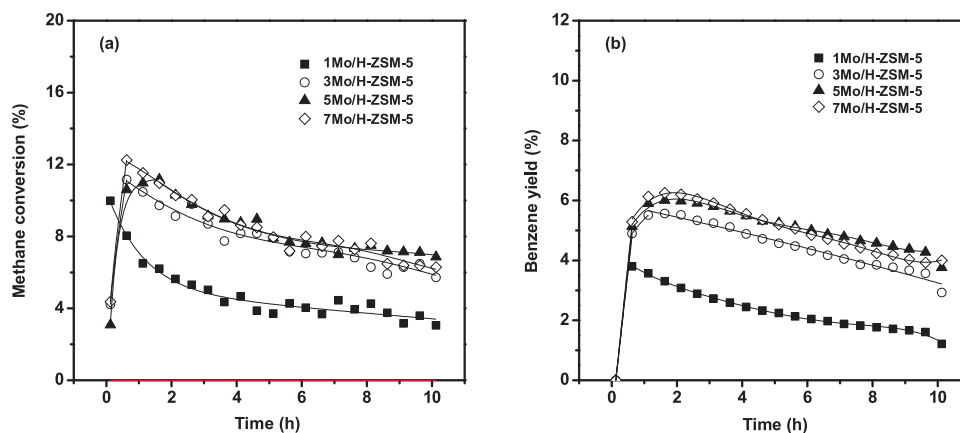 (a)
1Mo/H-ZSM-5
3Mo/H-ZSM-5
5Mo/H-ZSM-5
7Mo/H-ZSM-5
Methane conversion (%)
20
16
12
8
4
0
0 2 4 6 8 10
Time (h)
(b)
1Mo/H-ZSM-5
3Mo/H-ZSM-5
5Mo/H-ZSM-5
7Mo/H-ZSM-5
Benzene yield (%)
12
10
8
6
4
2
0
0 2 4 6 8 10
Time (h)